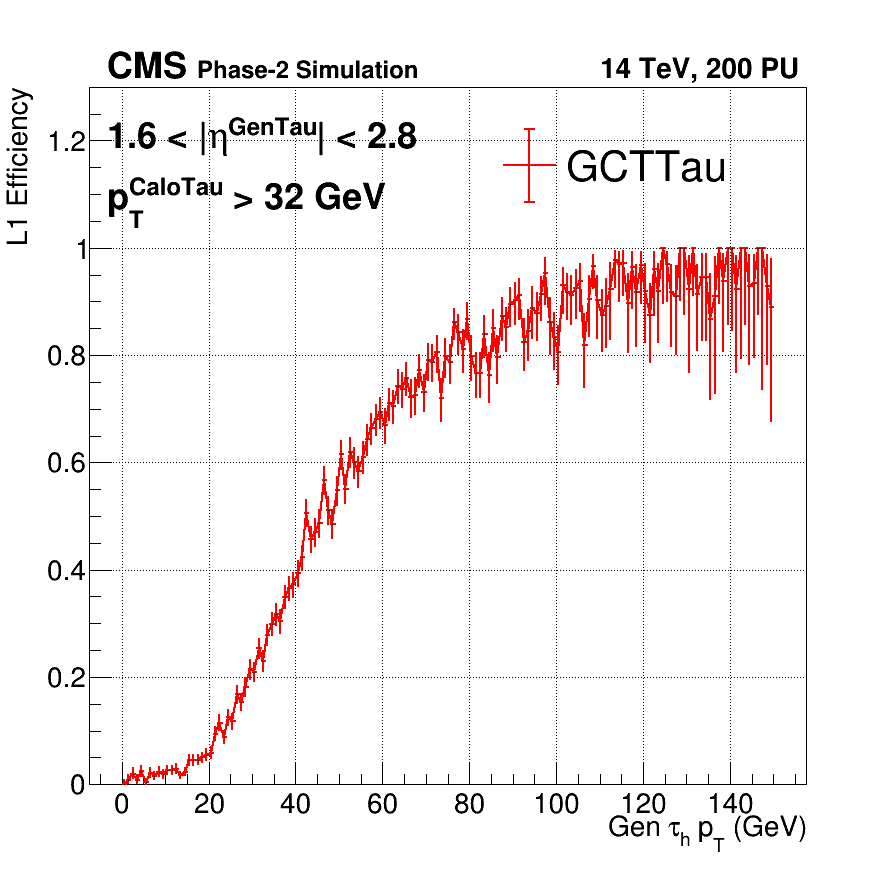 CMS Phase-2 Simulation 14 TeV, 200 PU
L1 Efficiency
1.6 < |η^GenTau| < 2.8
p_T^CaloTau > 32 GeV
GCTTau
1.2
1
0.8
0.6
0.4
0.2
0
0 20 40 60 80 100 120 140
Gen τ_h p_T (GeV)